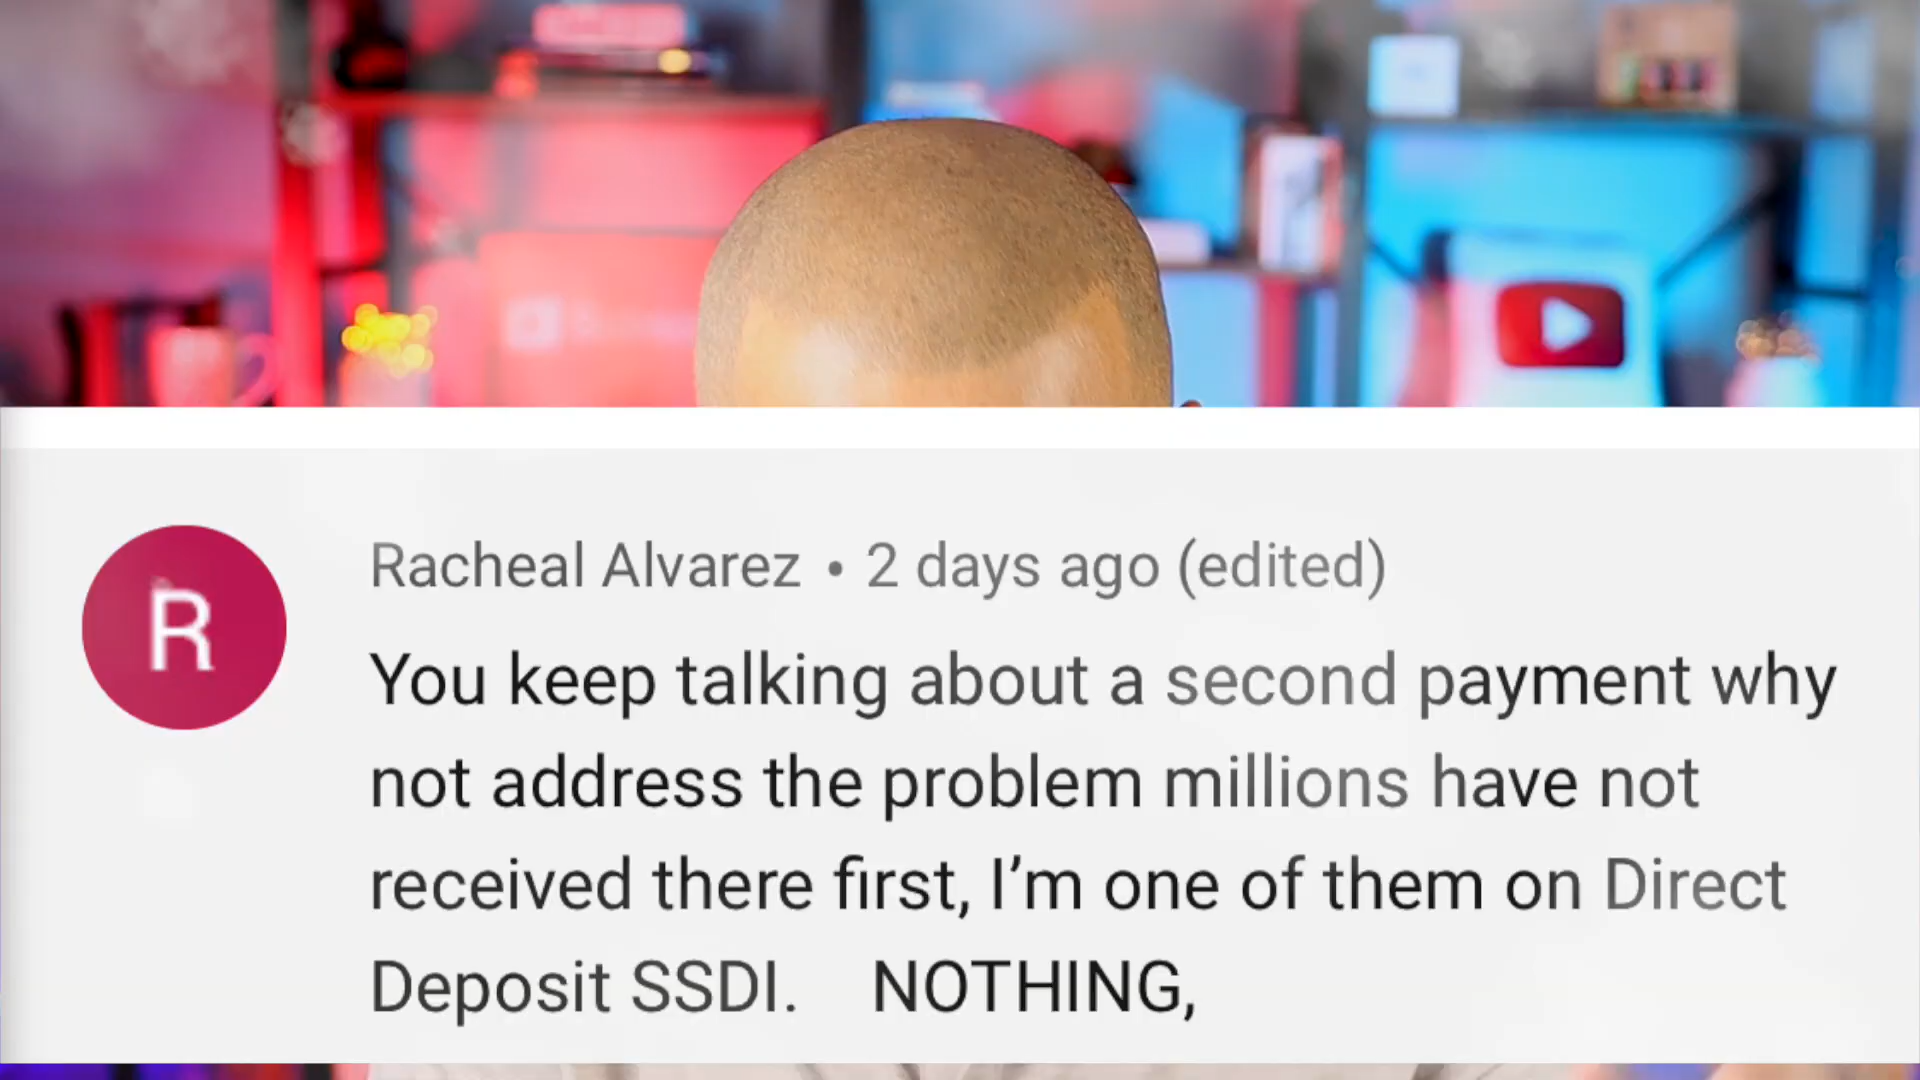 Racheal Alvarez • 2 days ago (edited)
You keep talking about a second payment why
not address the problem millions have not
received there first, I’m one of them on Direct
Deposit SSDI. NOTHING,
R